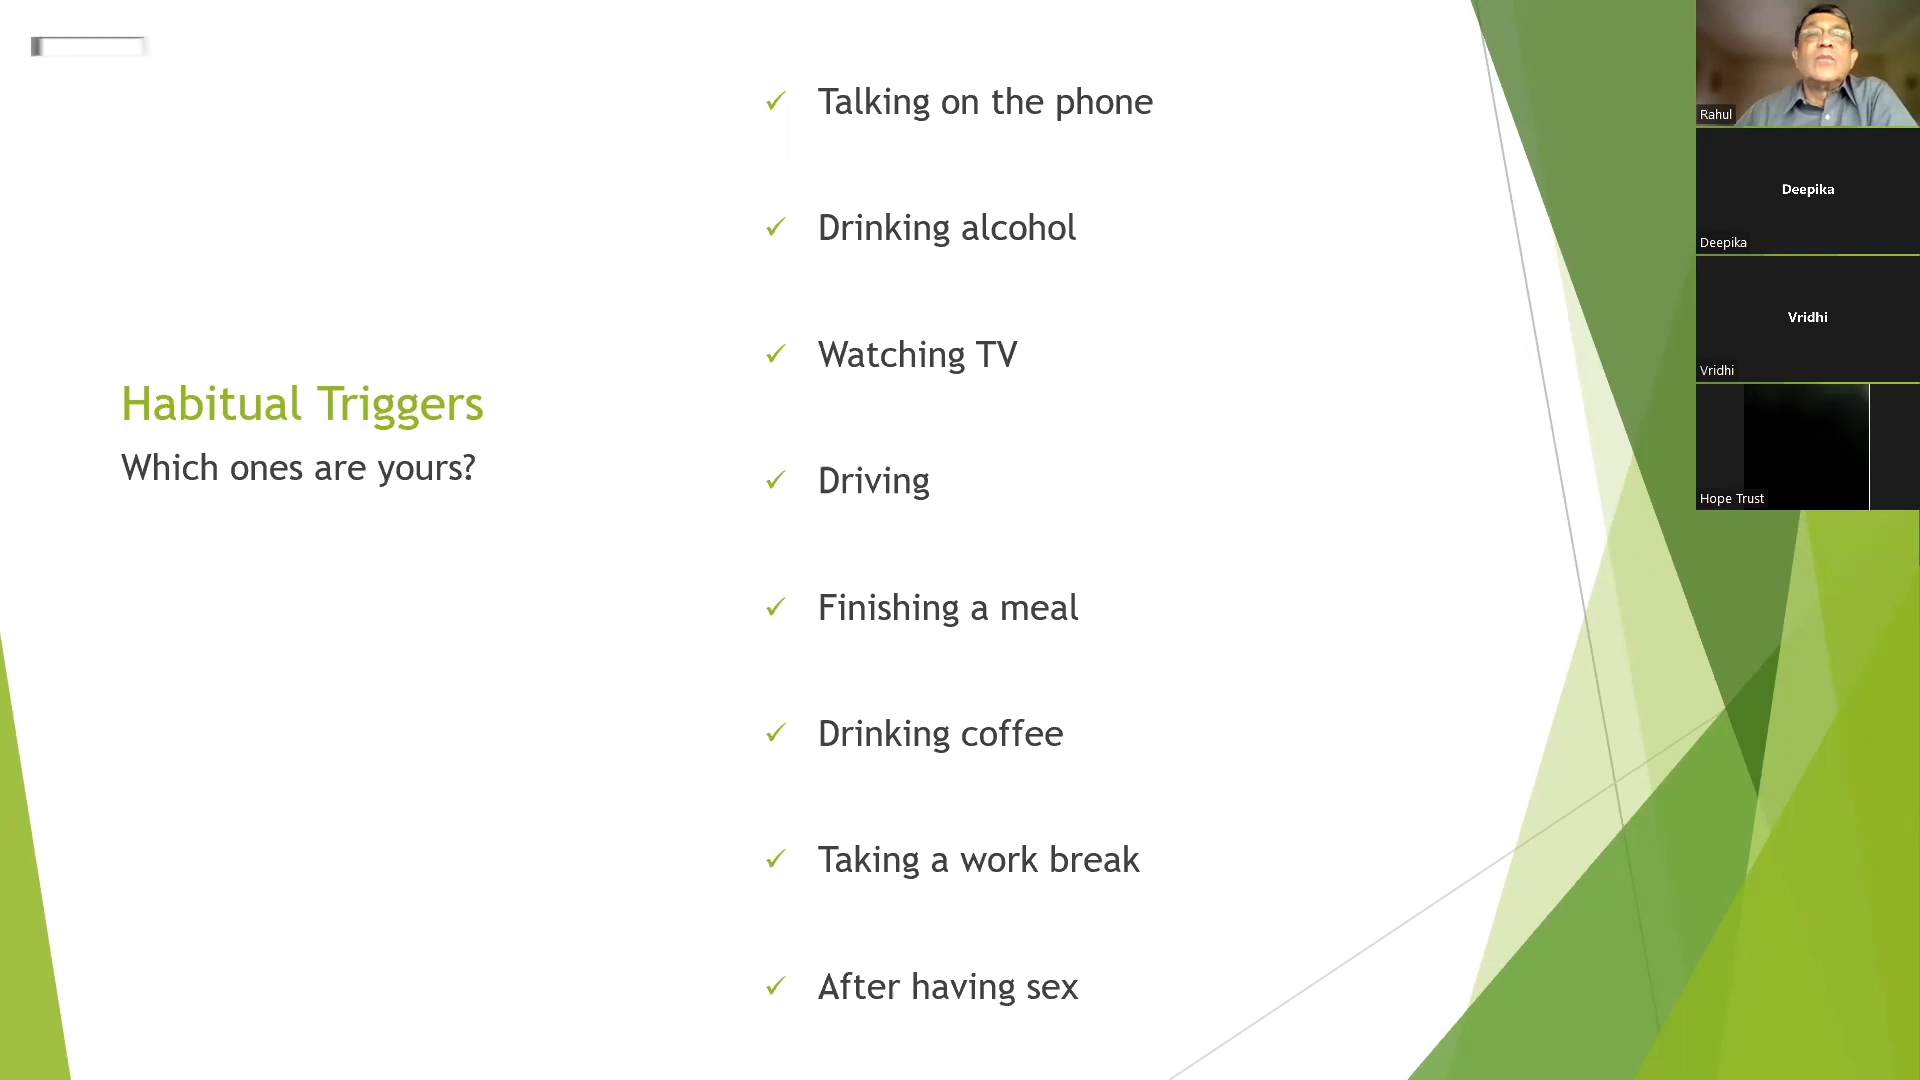 Habitual Triggers
Which ones are yours?
Talking on the phone
Drinking alcohol
Watching TV
Driving
Finishing a meal
Drinking coffee
Taking a work break
After having sex
Rahul
Deepika
Deepika
Vridhi
Vridhi
Hope Trust